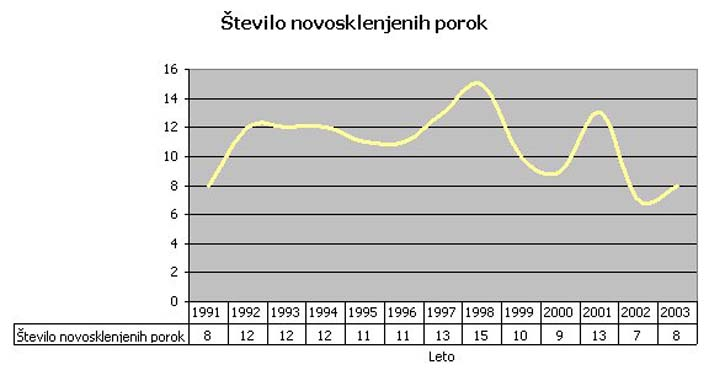 Število novosklenjenih porok
16
14
12
10
8
6
4
2
0
1991 1992 1993 1994 1995 1996 1997 1998 1999 2000 2001 2002 2003
Število novosklenjenih porok 8 12 12 12 11 11 13 15 10 9 13 7 8
Leto